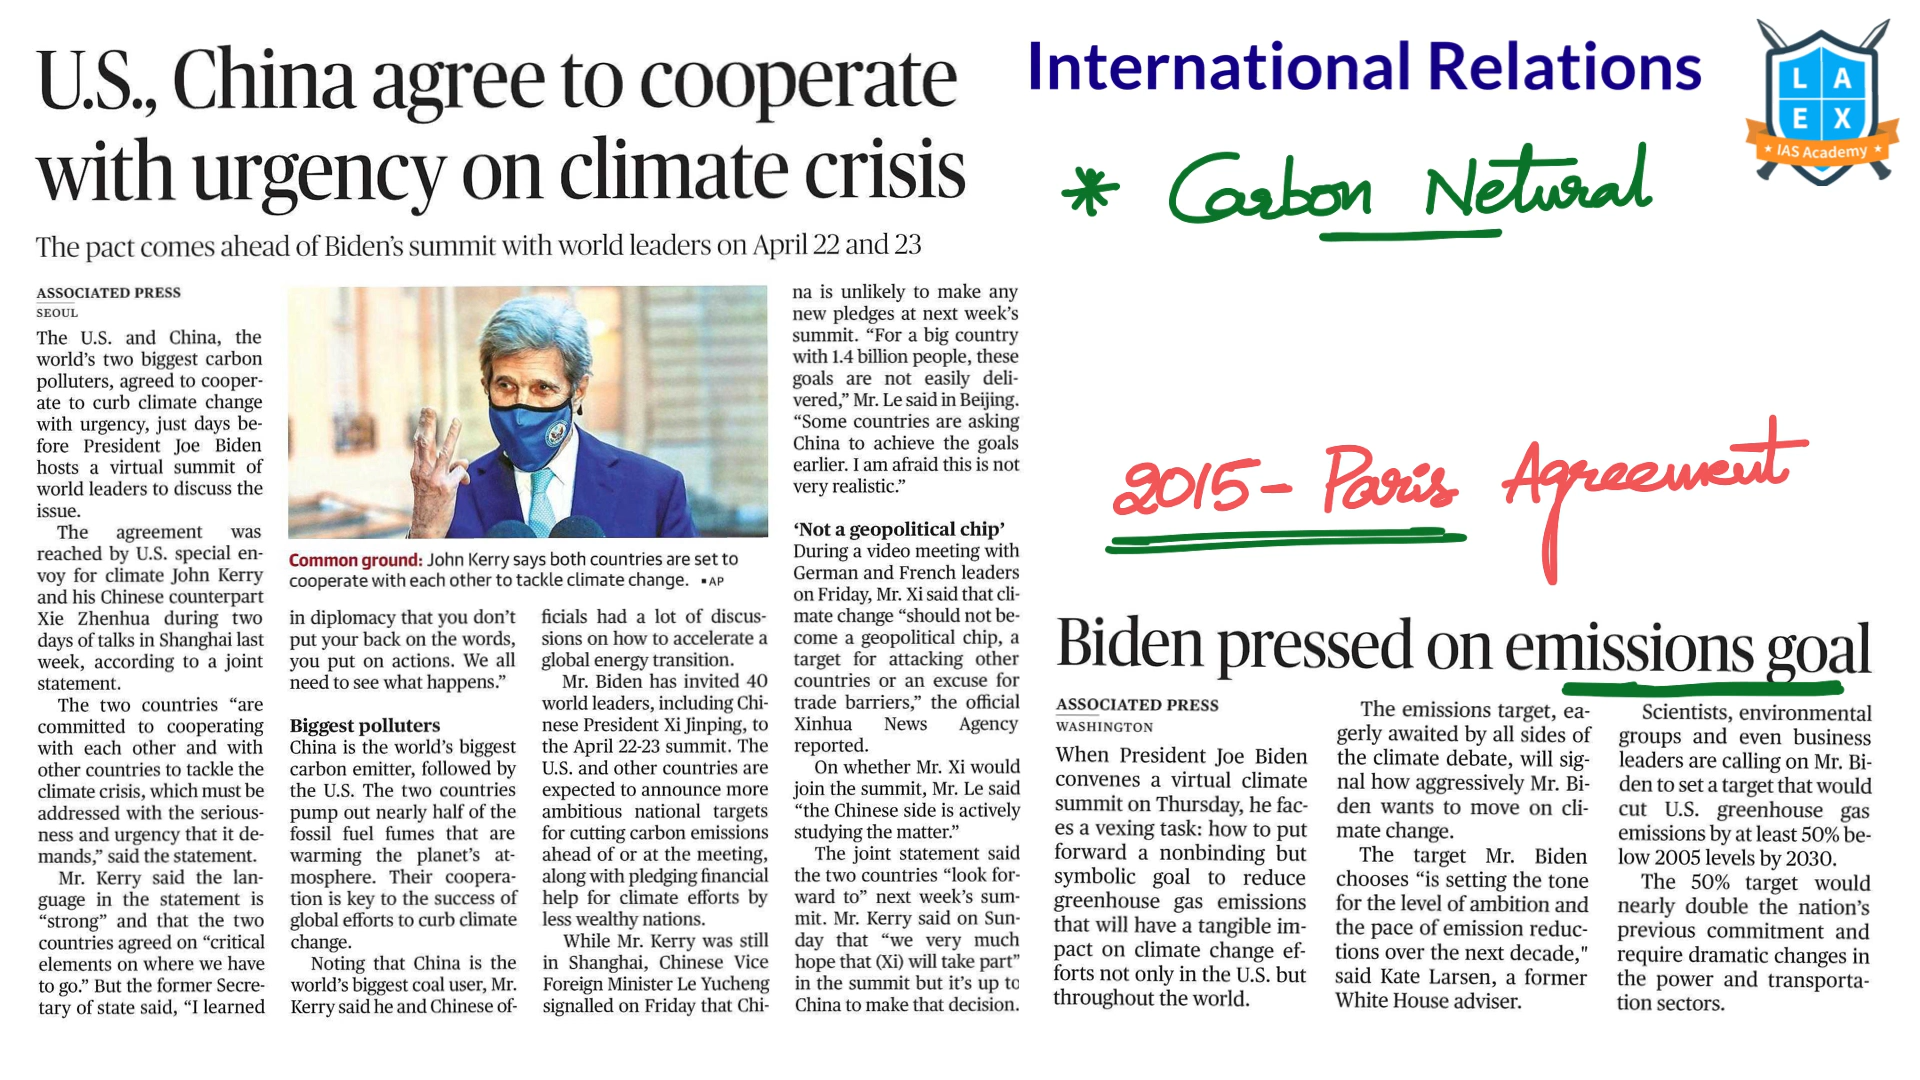 U.S., China agree to cooperate
with urgency on climate crisis
The pact comes ahead of Biden's summit with world leaders on April 22 and 23
ASSOCIATED PRESS
SEOUL
The U.S. and China, the
world's two biggest carbon
polluters, agreed to cooper-
ate to curb climate change
with urgency, just days be-
fore President Joe Biden
hosts a virtual summit of
world leaders to discuss the
issue.
The agreement was
reached by U.S. special en-
voy for climate John Kerry
and his Chinese counterpart
Xie Zhenhua during two
days of talks in Shanghai last
week, according to a joint
statement.
The two countries "are
committed to cooperating
with each other and with
other countries to tackle the
climate crisis, which must be
addressed with the serious-
ness and urgency that it de-
mands," said the statement.
Mr. Kerry said the lan-
guage in the statement is
"strong" and that the two
countries agreed on "critical
elements on where we have
to go." But the former Secre-
tary of state said, "I learned
Common ground: John Kerry says both countries are set to
cooperate with each other to tackle climate change. ▪ AP
in diplomacy that you don't
put your back on the words,
you put on actions. We all
need to see what happens."
Biggest polluters
China is the world's biggest
carbon emitter, followed by
the U.S. The two countries
pump out nearly half of the
fossil fuel fumes that are
warming the planet's at-
mosphere. Their coopera-
tion is key to the success of
global efforts to curb climate
change.
Noting that China is the
world's biggest coal user, Mr.
Kerry said he and Chinese of-
ficials had a lot of discus-
sions on how to accelerate a
global energy transition.
Mr. Biden has invited 40
world leaders, including Chi-
nese President Xi Jinping, to
the April 22-23 summit. The
U.S. and other countries are
expected to announce more
ambitious national targets
for cutting carbon emissions
ahead of or at the meeting,
along with pledging financial
help for climate efforts by
less wealthy nations.
While Mr. Kerry was still
in Shanghai, Chinese Vice
Foreign Minister Le Yucheng
signalled on Friday that Chi-
na is unlikely to make any
new pledges at next week's
summit. "For a big country
with 1.4 billion people, these
goals are not easily deli-
vered," Mr. Le said in Beijing.
"Some countries are asking
China to achieve the goals
earlier. I am afraid this is not
very realistic."
'Not a geopolitical chip'
During a video meeting with
German and French leaders
on Friday, Mr. Xi said that cli-
mate change "should not be-
come a geopolitical chip, a
target for attacking other
countries or an excuse for
trade barriers," the official
Xinhua News Agency
reported.
On whether Mr. Xi would
join the summit, Mr. Le said
"the Chinese side is actively
studying the matter."
The joint statement said
the two countries "look for-
ward to" next week's sum-
mit. Mr. Kerry said on Sun-
day that "we very much
hope that (Xi) will take part"
in the summit but it's up to
China to make that decision.
International Relations
L A
E X
★ IAS Academy ★
* Carbon Netural
2015 - Paris Agreement
Biden pressed on emissions goal
ASSOCIATED PRESS
WASHINGTON
When President Joe Biden
convenes a virtual climate
summit on Thursday, he fac-
es a vexing task: how to put
forward a nonbinding but
symbolic goal to reduce
greenhouse gas emissions
that will have a tangible im-
pact on climate change ef-
forts not only in the U.S. but
throughout the world.
The emissions target, ea-
gerly awaited by all sides of
the climate debate, will sig-
nal how aggressively Mr. Bi-
den wants to move on cli-
mate change.
The target Mr. Biden
chooses "is setting the tone
for the level of ambition and
the pace of emission reduc-
tions over the next decade,"
said Kate Larsen, a former
White House adviser.
Scientists, environmental
groups and even business
leaders are calling on Mr. Bi-
den to set a target that would
cut U.S. greenhouse gas
emissions by at least 50% be-
low 2005 levels by 2030.
The 50% target would
nearly double the nation's
previous commitment and
require dramatic changes in
the power and transporta-
tion sectors.